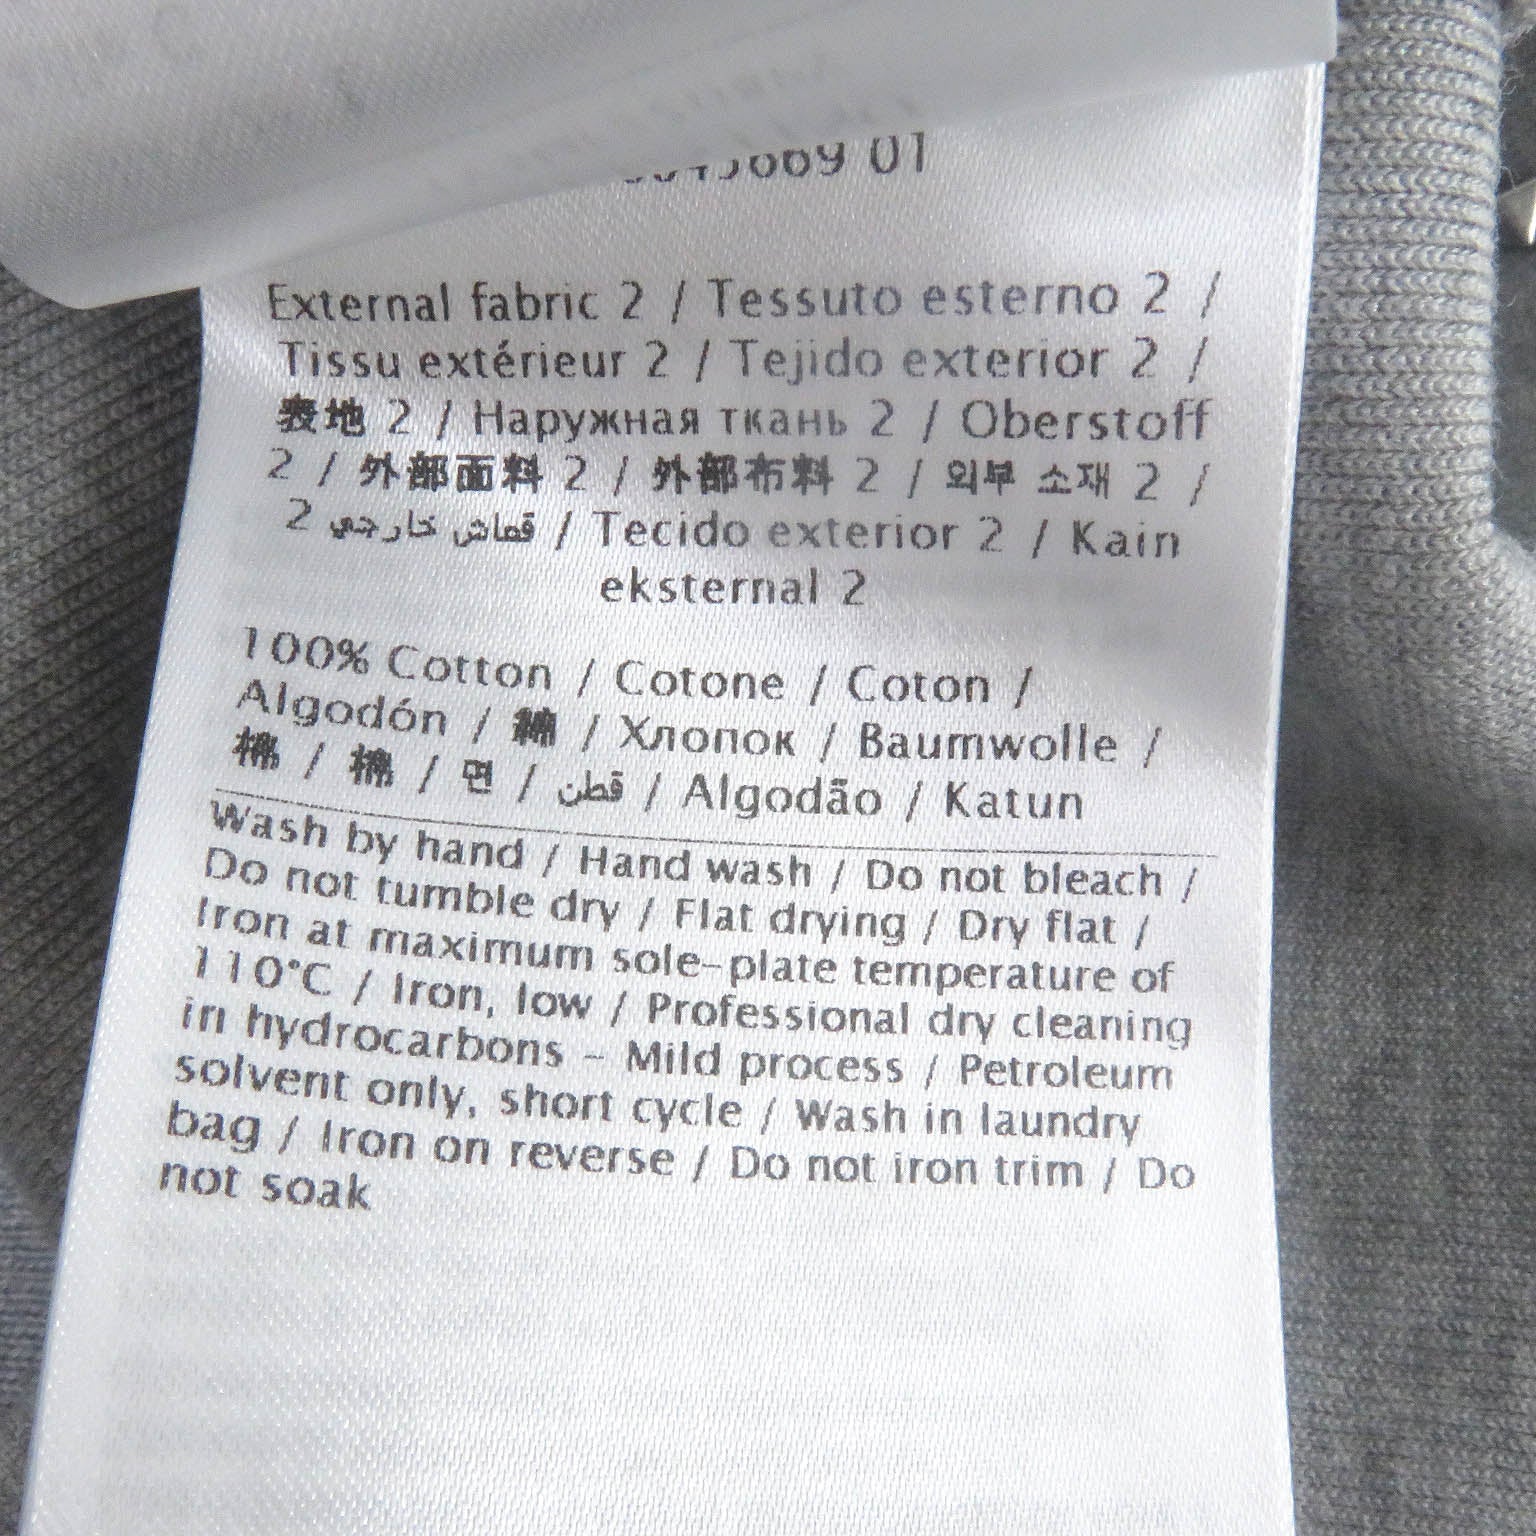 669 01
External fabric 2 / Tessuto esterno 2 /
Tissu extérieur 2 / Tejido exterior 2 /
表地 2 / Наружная ткань 2 / Oberstoff
2 / 外部面料 2 / 外部布料 2 / 외부 소재 2 /
قماش خارجي 2 / Tecido exterior 2 / Kain
eksternal 2
100% Cotton / Cotone / Coton /
Algodón / 綿 / Хлопок / Baumwolle /
棉 / 棉 / 면 / قطن / Algodão / Katun
Wash by hand / Hand wash / Do not bleach /
Do not tumble dry / Flat drying / Dry flat /
Iron at maximum sole-plate temperature of
110°C / Iron, low / Professional dry cleaning
in hydrocarbons - Mild process / Petroleum
solvent only, short cycle / Wash in laundry
bag / Iron on reverse / Do not iron trim / Do
not soak